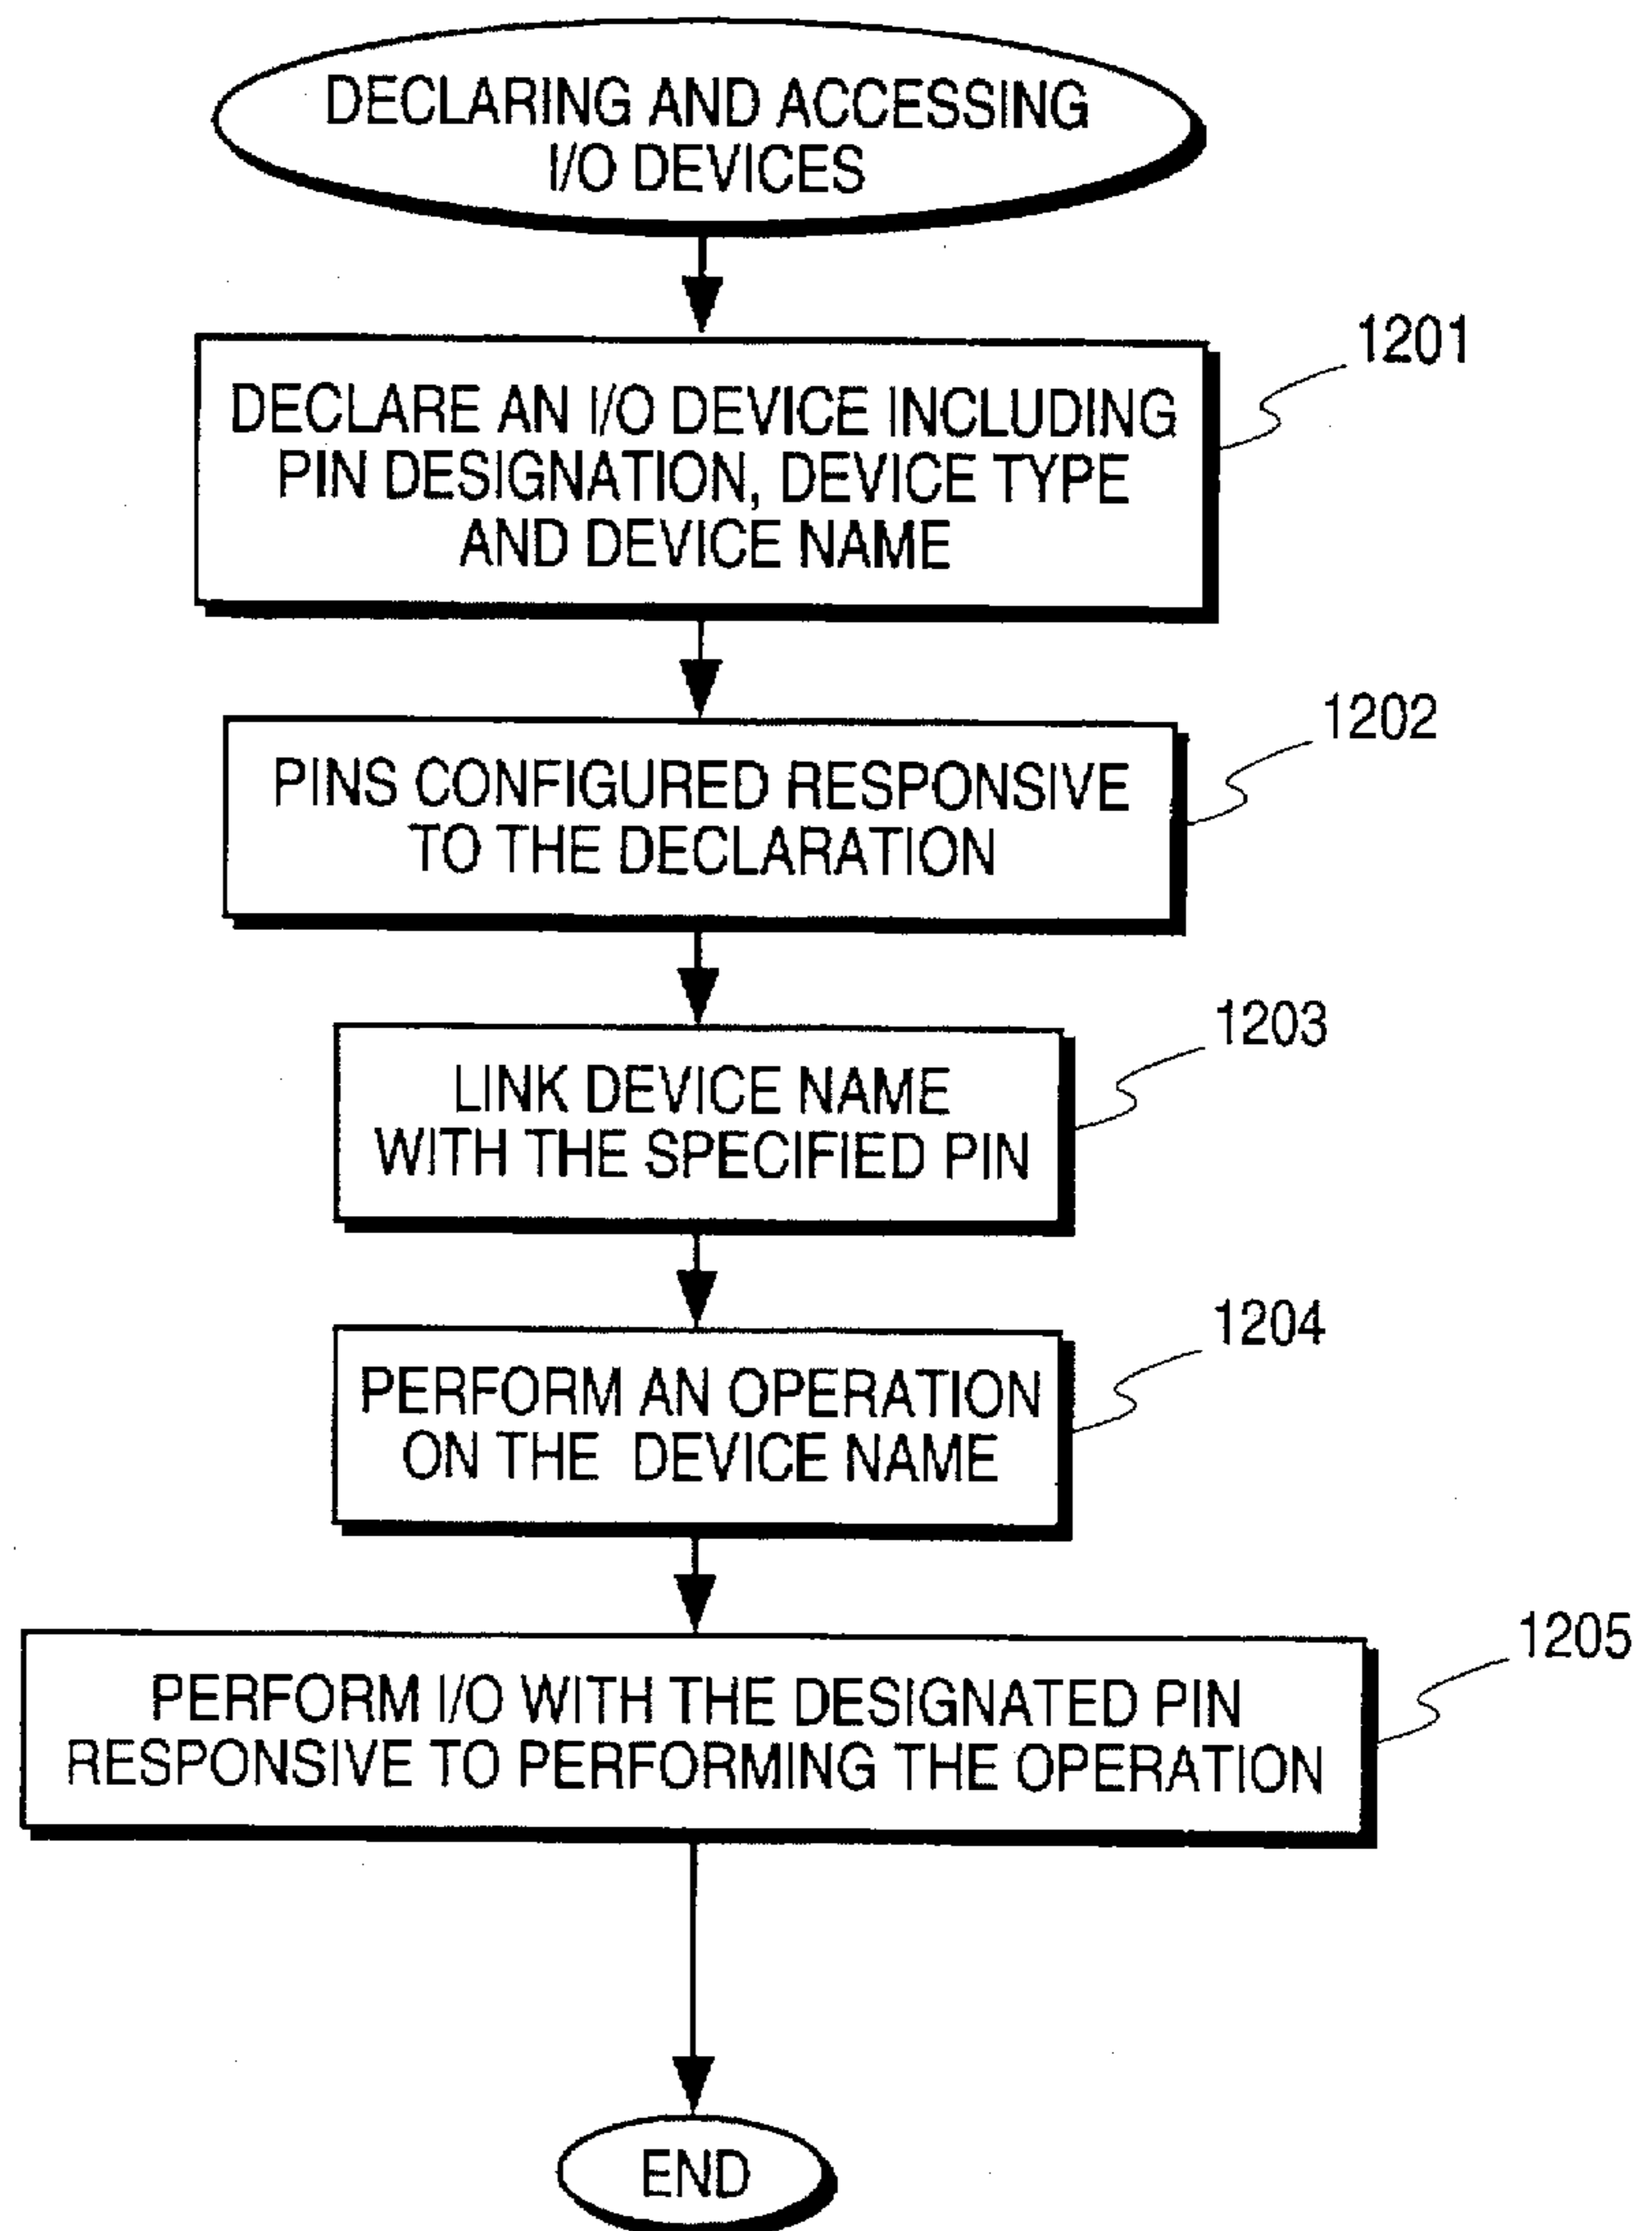 DECLARING AND ACCESSING
I/O DEVICES
1201
DECLARE AN I/O DEVICE INCLUDING
PIN DESIGNATION, DEVICE TYPE
AND DEVICE NAME
1202
PINS CONFIGURED RESPONSIVE
TO THE DECLARATION
1203
LINK DEVICE NAME
WITH THE SPECIFIED PIN
1204
PERFORM AN OPERATION
ON THE DEVICE NAME
1205
PERFORM I/O WITH THE DESIGNATED PIN
RESPONSIVE TO PERFORMING THE OPERATION
END